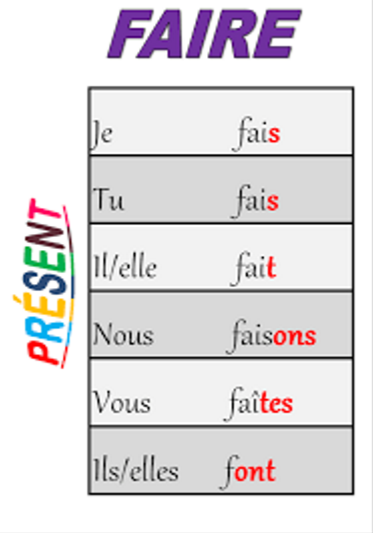 FAIRE
PRÉSENT
Je fais
Tu fais
Il/elle fait
Nous faisons
Vous faîtes
Ils/elles font